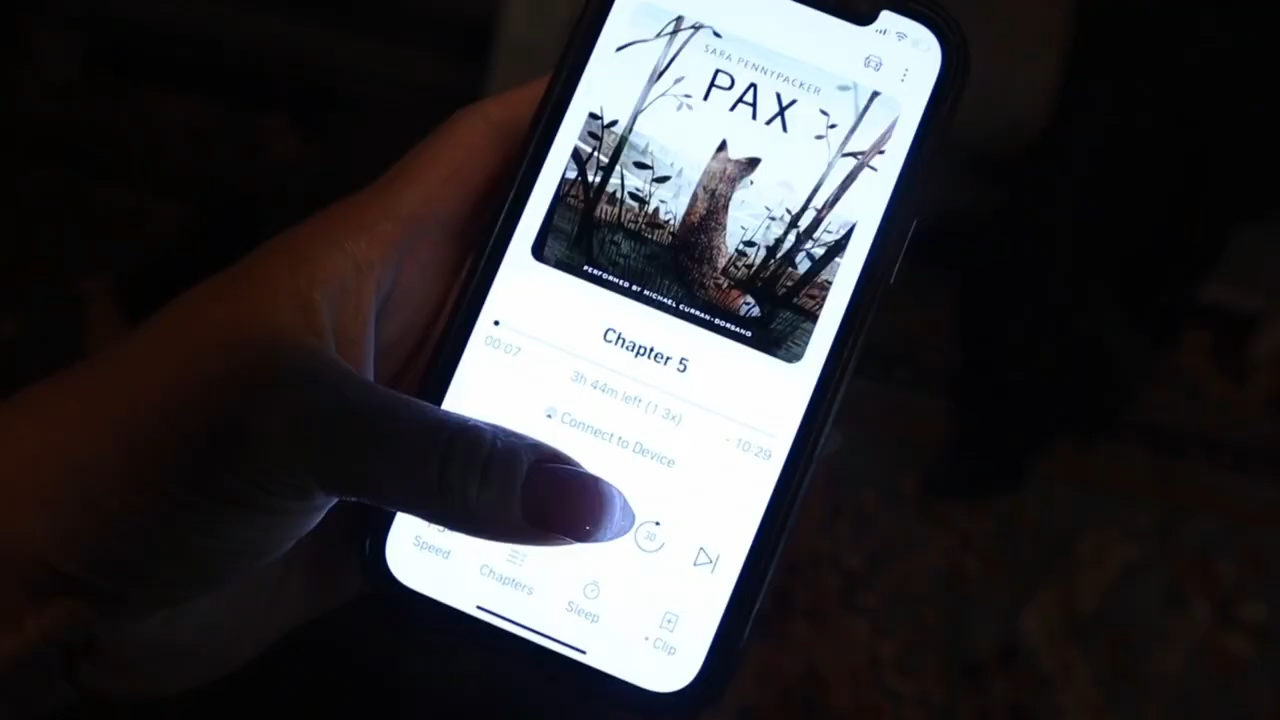 SARA PENNYPACKER
PAX
PERFORMED BY MICHAEL CURRAN-DORSANO
Chapter 5
00:07
3h 44m left (1.3x)
- 10:29
Connect to Device
30
Speed
Chapters
Sleep
Clip